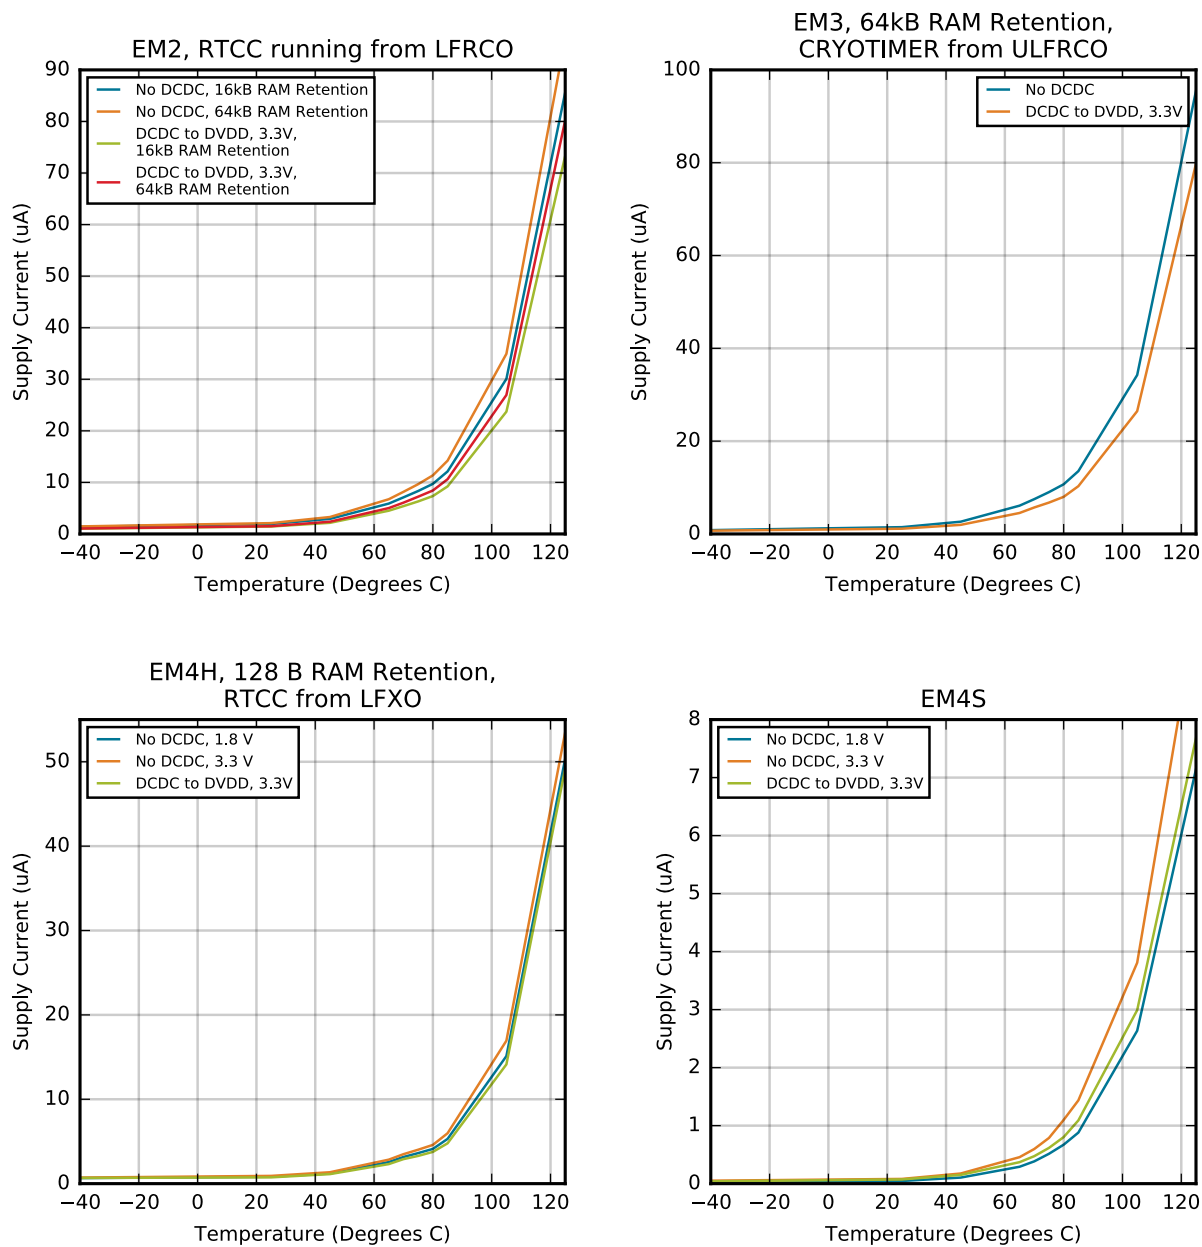 EM2, RTCC running from LFRCO
90
80
70
60
50
40
30
20
10
0
Supply Current (uA)
No DCDC, 16kB RAM Retention
No DCDC, 64kB RAM Retention
DCDC to DVDD, 3.3V,
16kB RAM Retention
DCDC to DVDD, 3.3V,
64kB RAM Retention
−40 −20 0 20 40 60 80 100 120
Temperature (Degrees C)
EM3, 64kB RAM Retention,
CRYOTIMER from ULFRCO
100
80
60
40
20
0
Supply Current (uA)
No DCDC
DCDC to DVDD, 3.3V
−40 −20 0 20 40 60 80 100 120
Temperature (Degrees C)
EM4H, 128 B RAM Retention,
RTCC from LFXO
50
40
30
20
10
0
Supply Current (uA)
No DCDC, 1.8 V
No DCDC, 3.3 V
DCDC to DVDD, 3.3V
−40 −20 0 20 40 60 80 100 120
Temperature (Degrees C)
EM4S
8
7
6
5
4
3
2
1
0
Supply Current (uA)
No DCDC, 1.8 V
No DCDC, 3.3 V
DCDC to DVDD, 3.3V
−40 −20 0 20 40 60 80 100 120
Temperature (Degrees C)